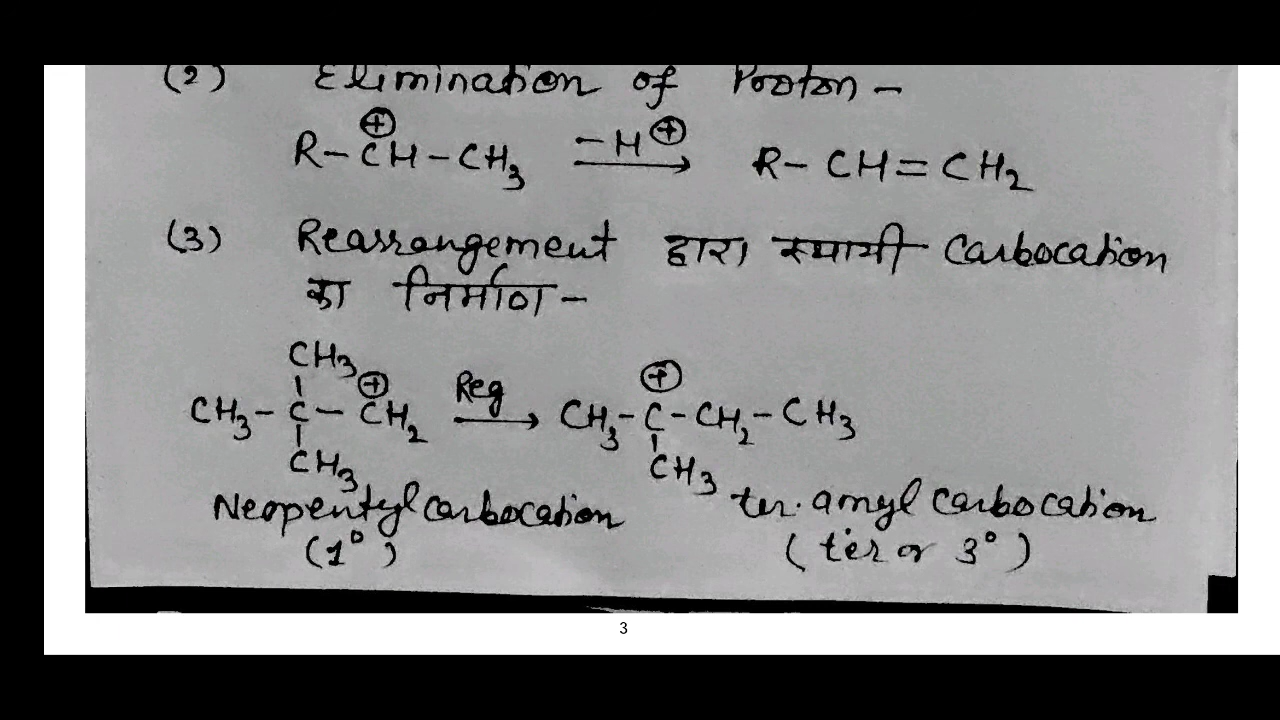 (2) Elimination of Proton -
R - CH⊕ - CH₃ —(-H⊕)→ R - CH = CH₂
(3) Rearrangement द्वारा स्थायी Carbocation
का निर्माण -
CH₃ ⊕ Reg ⊕
CH₃ - C - CH₂ → CH₃ - C - CH₂ - CH₃
CH₃ CH₃
Neopentyl carbocation ter. amyl carbocation
(1°) (ter or 3°)
3